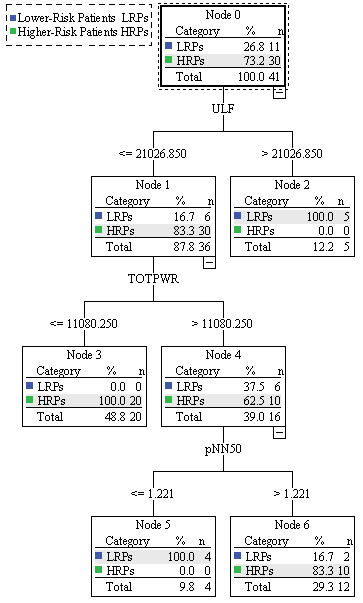 Lower-Risk Patients LRPs
Higher-Risk Patients HRPs
Node 0
Category % n
LRPs 26.8 11
HRPs 73.2 30
Total 100.0 41
ULF
<= 21026.850 > 21026.850
Node 1
Category % n
LRPs 16.7 6
HRPs 83.3 30
Total 87.8 36
Node 2
Category % n
LRPs 100.0 5
HRPs 0.0 0
Total 12.2 5
TOTPWR
<= 11080.250 > 11080.250
Node 3
Category % n
LRPs 0.0 0
HRPs 100.0 20
Total 48.8 20
Node 4
Category % n
LRPs 37.5 6
HRPs 62.5 10
Total 39.0 16
pNN50
<= 1.221 > 1.221
Node 5
Category % n
LRPs 100.0 4
HRPs 0.0 0
Total 9.8 4
Node 6
Category % n
LRPs 16.7 2
HRPs 83.3 10
Total 29.3 12